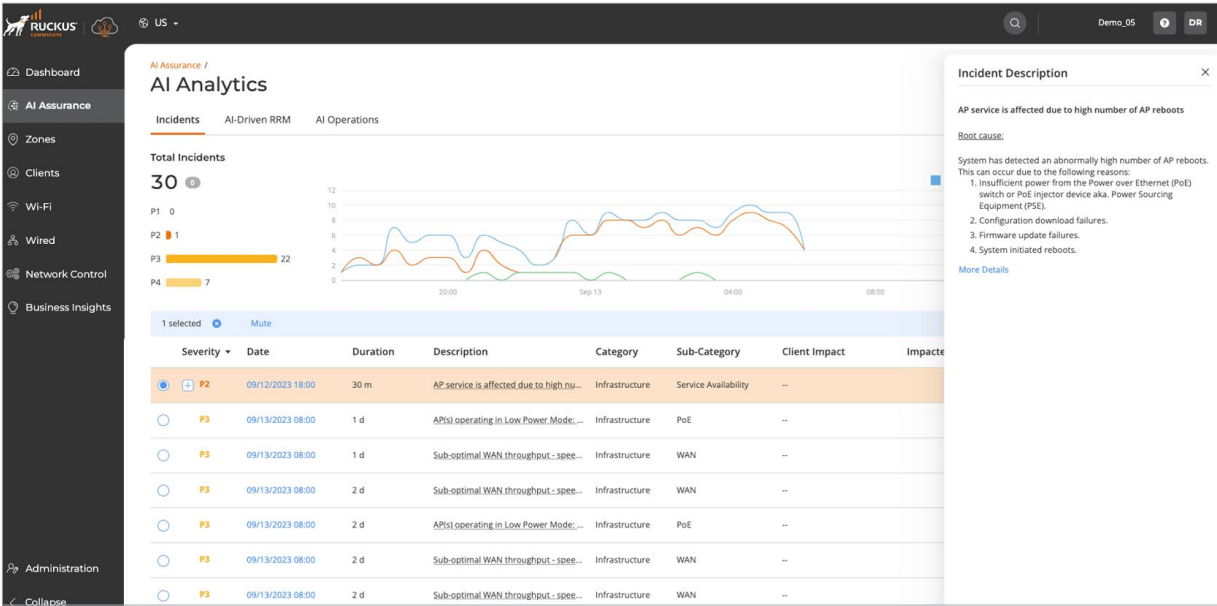 RUCKUS
COMMSCOPE
US
Demo_05
?
DR
Dashboard
AI Assurance
Zones
Clients
Wi-Fi
Wired
Network Control
Business Insights
Administration
Collapse
AI Assurance /
AI Analytics
Incidents AI-Driven RRM AI Operations
Total Incidents
30 0
P1 0
P2 1
P3 22
P4 7
12
10
8
6
4
2
0
20:00 Sep 13 04:00 08:00
1 selected Mute
Severity Date Duration Description Category Sub-Category Client Impact Impacte
P2 09/12/2023 18:00 30 m AP service is affected due to high nu... Infrastructure Service Availability --
P3 09/13/2023 08:00 1 d AP(s) operating in Low Power Mode: ... Infrastructure PoE --
P3 09/13/2023 08:00 1 d Sub-optimal WAN throughput - spee... Infrastructure WAN --
P3 09/13/2023 08:00 2 d Sub-optimal WAN throughput - spee... Infrastructure WAN --
P3 09/13/2023 08:00 2 d AP(s) operating in Low Power Mode: ... Infrastructure PoE --
P3 09/13/2023 08:00 2 d Sub-optimal WAN throughput - spee... Infrastructure WAN --
P3 09/13/2023 08:00 2 d Sub-optimal WAN throughput - spee... Infrastructure WAN --
Incident Description
AP service is affected due to high number of AP reboots
Root cause:
System has detected an abnormally high number of AP reboots.
This can occur due to the following reasons:
1. Insufficient power from the Power over Ethernet (PoE)
switch or PoE injector device aka. Power Sourcing
Equipment (PSE).
2. Configuration download failures.
3. Firmware update failures.
4. System initiated reboots.
More Details